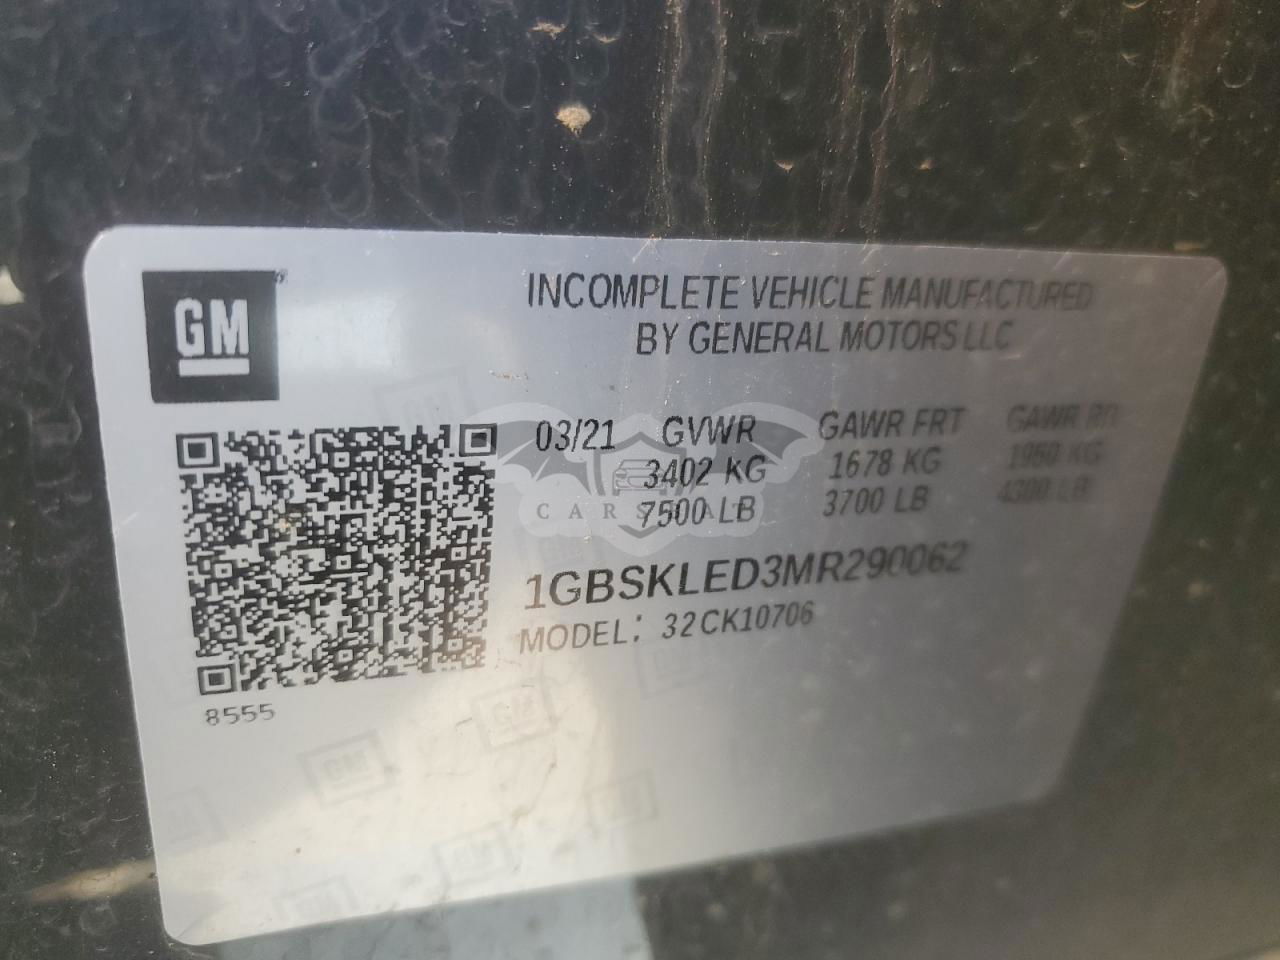 GM
INCOMPLETE VEHICLE MANUFACTURED
BY GENERAL MOTORS LLC
03/21 GVWR GAWR FRT GAWR RR
3402 KG 1678 KG 1950 KG
7500 LB 3700 LB 4300 LB
1GBSKLED3MR290062
MODEL: 32CK10706
8555